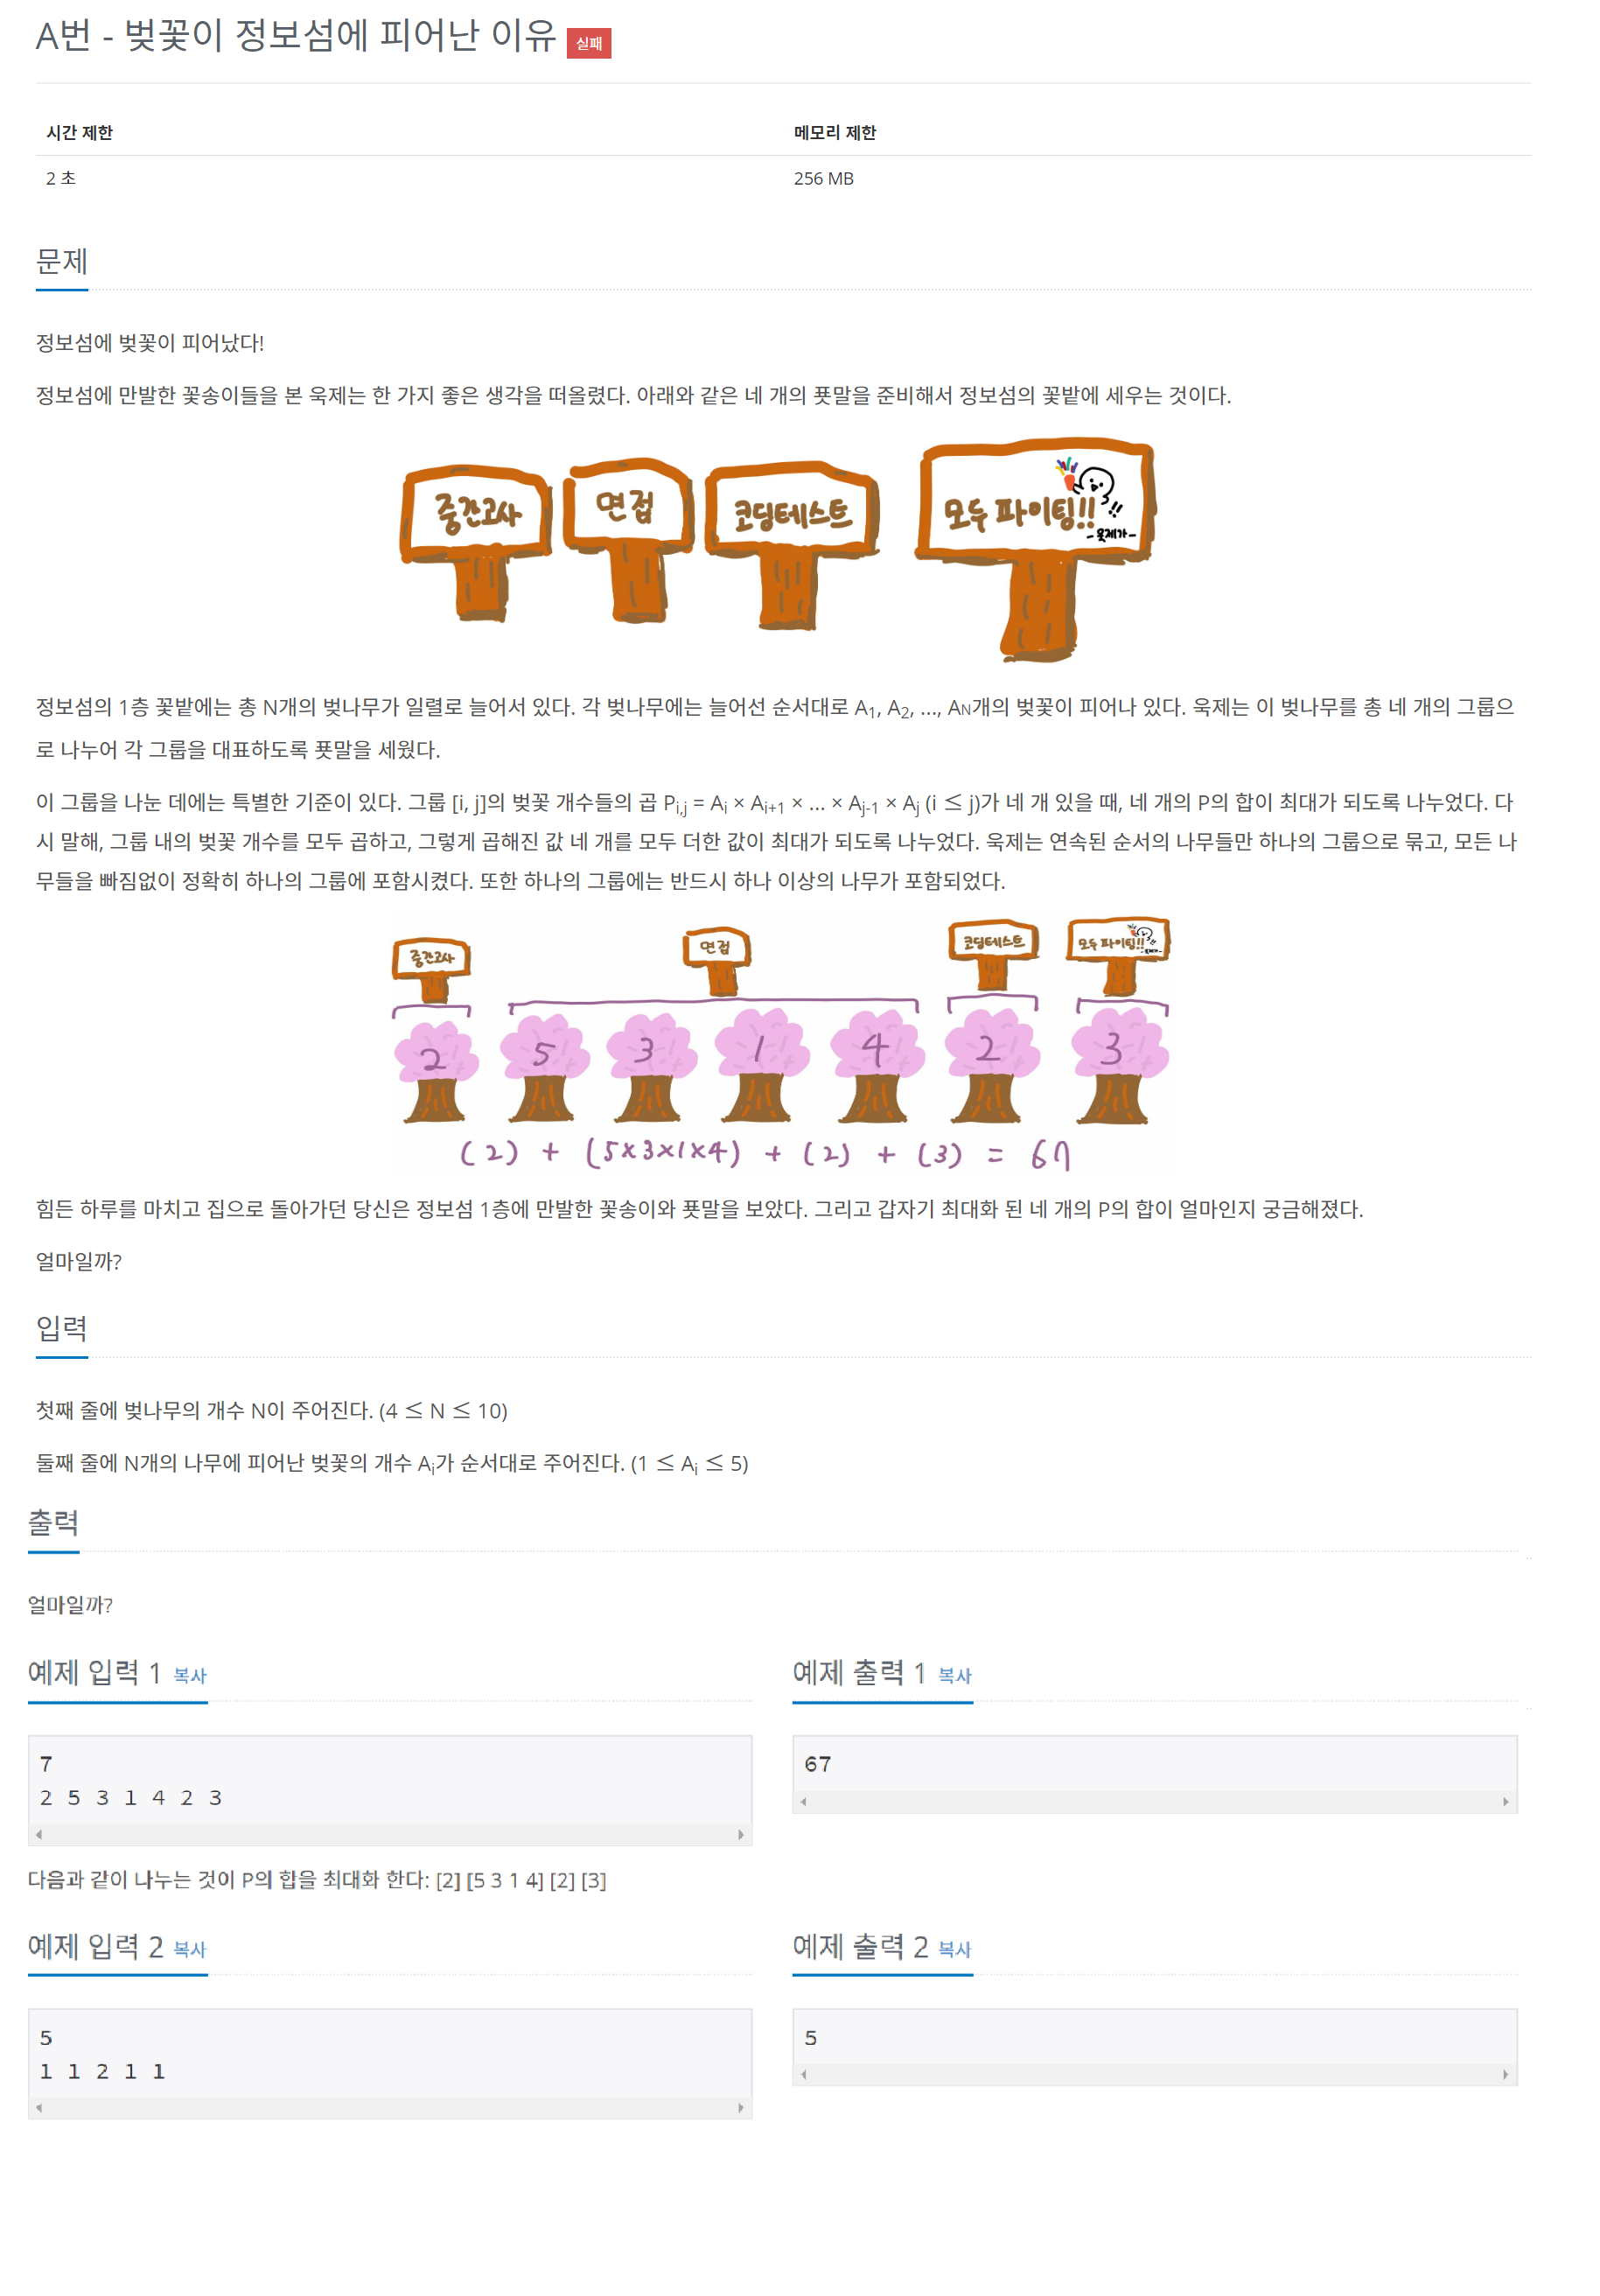 A번 - 벚꽃이 정보섬에 피어난 이유 실패
시간 제한 메모리 제한
2 초 256 MB
문제
정보섬에 벚꽃이 피어났다!
정보섬에 만발한 꽃송이들을 본 욱제는 한 가지 좋은 생각을 떠올렸다. 아래와 같은 네 개의 푯말을 준비해서 정보섬의 꽃밭에 세우는 것이다.
중간고사 면접 코딩테스트 모두 파이팅!!
-욱제가-
정보섬의 1층 꽃밭에는 총 N개의 벚나무가 일렬로 늘어서 있다. 각 벚나무에는 늘어선 순서대로 A1, A2, ..., AN개의 벚꽃이 피어나 있다. 욱제는 이 벚나무를 총 네 개의 그룹으
로 나누어 각 그룹을 대표하도록 푯말을 세웠다.
이 그룹을 나눈 데에는 특별한 기준이 있다. 그룹 [i, j]의 벚꽃 개수들의 곱 Pi,j = Ai × Ai+1 × ... × Aj-1 × Aj (i ≤ j)가 네 개 있을 때, 네 개의 P의 합이 최대가 되도록 나누었다. 다
시 말해, 그룹 내의 벚꽃 개수를 모두 곱하고, 그렇게 곱해진 값 네 개를 모두 더한 값이 최대가 되도록 나누었다. 욱제는 연속된 순서의 나무들만 하나의 그룹으로 묶고, 모든 나
무들을 빠짐없이 정확히 하나의 그룹에 포함시켰다. 또한 하나의 그룹에는 반드시 하나 이상의 나무가 포함되었다.
중간고사 면접 코딩테스트 모두 파이팅!!
2 5 3 1 4 2 3
(2) + (5×3×1×4) + (2) + (3) = 67
힘든 하루를 마치고 집으로 돌아가던 당신은 정보섬 1층에 만발한 꽃송이와 푯말을 보았다. 그리고 갑자기 최대화 된 네 개의 P의 합이 얼마인지 궁금해졌다.
얼마일까?
입력
첫째 줄에 벚나무의 개수 N이 주어진다. (4 ≤ N ≤ 10)
둘째 줄에 N개의 나무에 피어난 벚꽃의 개수 Ai가 순서대로 주어진다. (1 ≤ Ai ≤ 5)
출력
얼마일까?
예제 입력 1 복사 예제 출력 1 복사
7
2 5 3 1 4 2 3
67
다음과 같이 나누는 것이 P의 합을 최대화 한다: [2] [5 3 1 4] [2] [3]
예제 입력 2 복사 예제 출력 2 복사
5
1 1 2 1 1
5